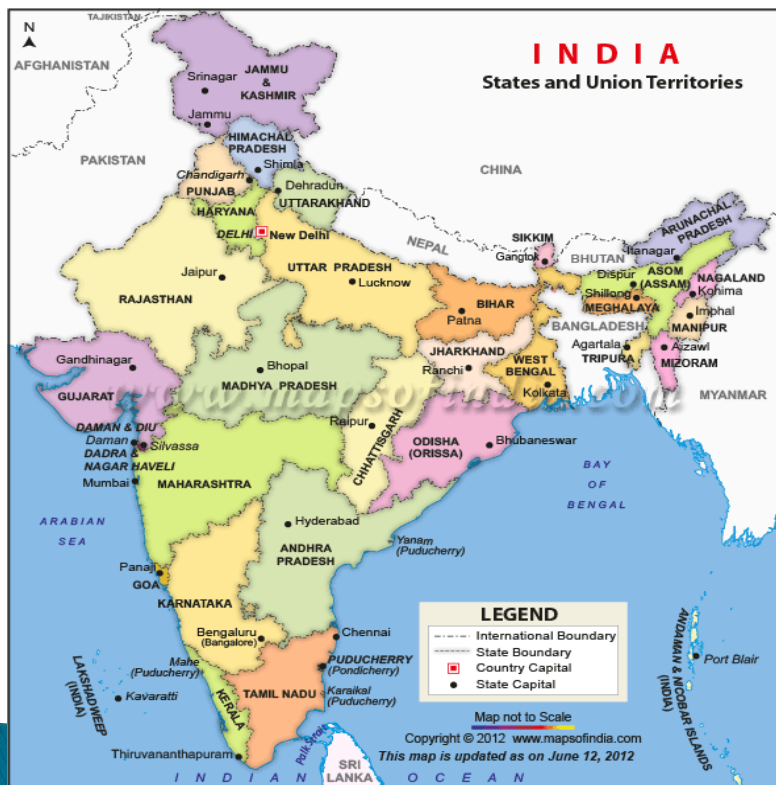 N
TAJIKISTAN
AFGHANISTAN
INDIA
States and Union Territories
JAMMU
&
KASHMIR
Srinagar
Jammu
HIMACHAL
PRADESH
Shimla
PAKISTAN
Chandigarh
PUNJAB
Dehradun
UTTARAKHAND
CHINA
HARYANA
DELHI
New Delhi
NEPAL
SIKKIM
Gangtok
BHUTAN
ARUNACHAL
PRADESH
Itanagar
Dispur
ASOM
(ASSAM)
NAGALAND
Kohima
Shillong
MEGHALAYA
Imphal
MANIPUR
BANGLADESH
Agartala
TRIPURA
Aizawl
MIZORAM
MYANMAR
Jaipur
RAJASTHAN
UTTAR PRADESH
Lucknow
BIHAR
Patna
JHARKHAND
Ranchi
WEST
BENGAL
Kolkata
Gandhinagar
GUJARAT
Bhopal
MADHYA PRADESH
www.mapsofindia.com
Raipur
CHHATTISGARH
ODISHA
(ORISSA)
Bhubaneswar
DAMAN & DIU
Daman
Silvassa
DADRA &
NAGAR HAVELI
Mumbai
MAHARASHTRA
BAY
OF
BENGAL
ARABIAN
SEA
Hyderabad
ANDHRA
PRADESH
Yanam
(Puducherry)
Panaji
GOA
KARNATAKA
Bengaluru
(Bangalore)
Chennai
Mahe
(Puducherry)
PUDUCHERRY
(Pondicherry)
Karaikal
(Puducherry)
TAMIL NADU
KERALA
LAKSHADWEEP
(INDIA)
Kavaratti
Thiruvananthapuram
Palk Strait
SRI
LANKA
INDIAN OCEAN
ANDAMAN & NICOBAR ISLANDS
(INDIA)
Port Blair
LEGEND
International Boundary
State Boundary
Country Capital
State Capital
Map not to Scale
Copyright © 2012 www.mapsofindia.com
This map is updated as on June 12, 2012